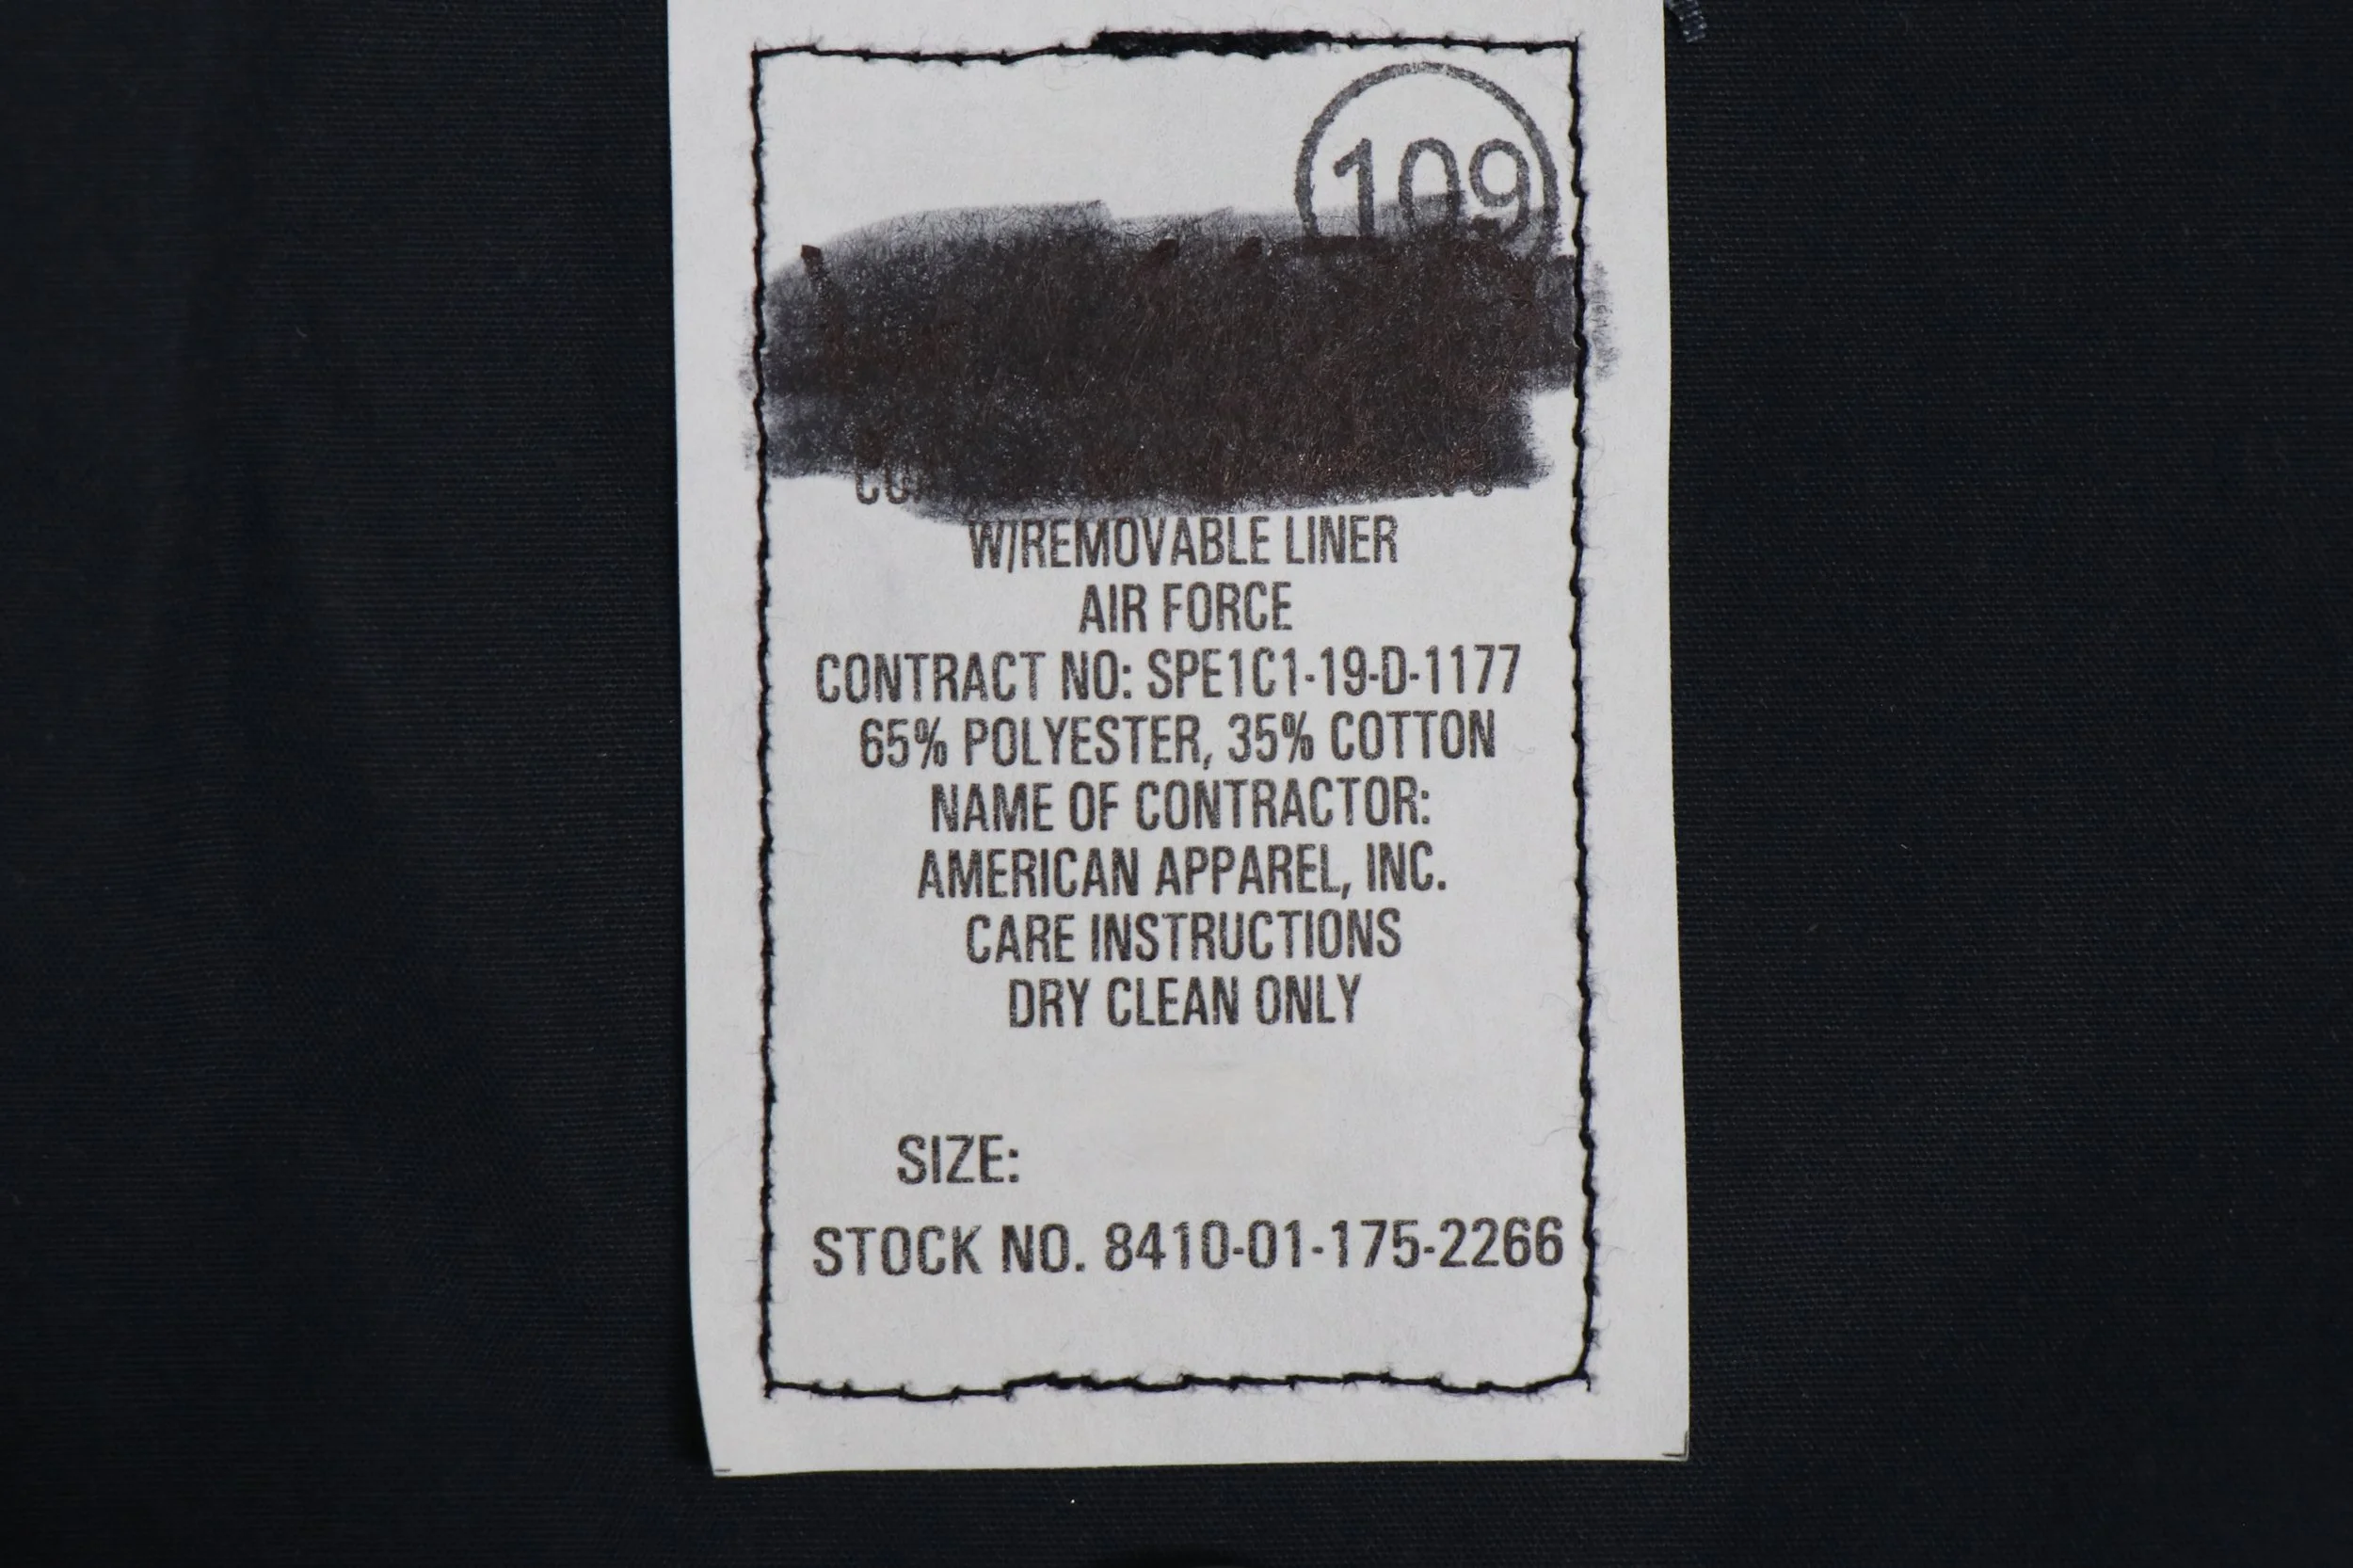 109
W/REMOVABLE LINER
AIR FORCE
CONTRACT NO: SPE1C1-19-D-1177
65% POLYESTER, 35% COTTON
NAME OF CONTRACTOR:
AMERICAN APPAREL, INC.
CARE INSTRUCTIONS
DRY CLEAN ONLY
SIZE:
STOCK NO. 8410-01-175-2266